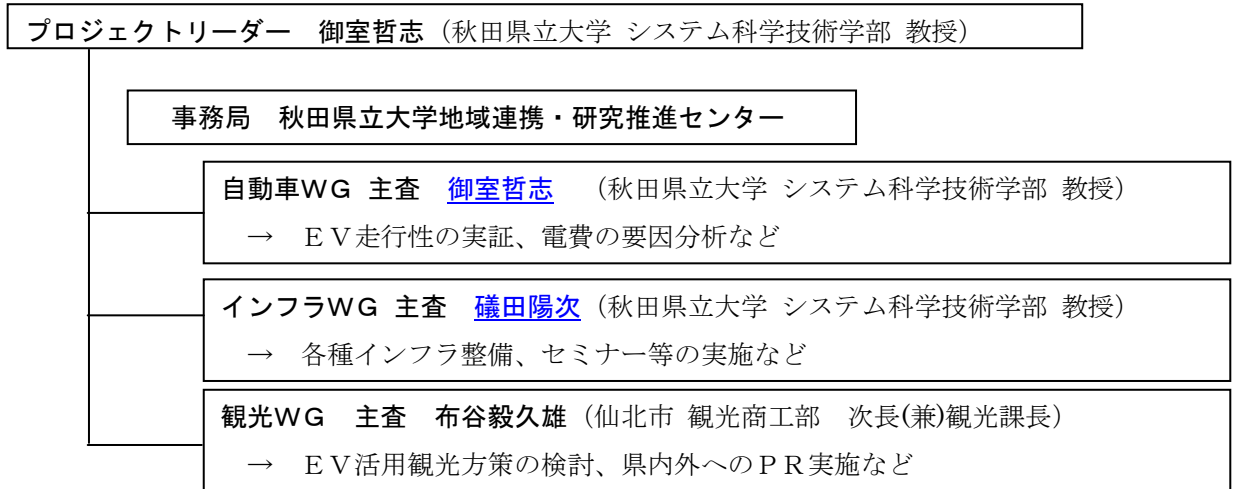 プロジェクトリーダー　御室哲志（秋田県立大学 システム科学技術学部 教授）
事務局　秋田県立大学地域連携・研究推進センター
自動車ＷＧ 主査　御室哲志　（秋田県立大学 システム科学技術学部 教授）
→　ＥＶ走行性の実証、電費の要因分析など
インフラＷＧ 主査　礒田陽次（秋田県立大学 システム科学技術学部 教授）
→　各種インフラ整備、セミナー等の実施など
観光ＷＧ　主査　布谷毅久雄（仙北市 観光商工部　次長(兼)観光課長）
→　ＥＶ活用観光方策の検討、県内外へのＰＲ実施など